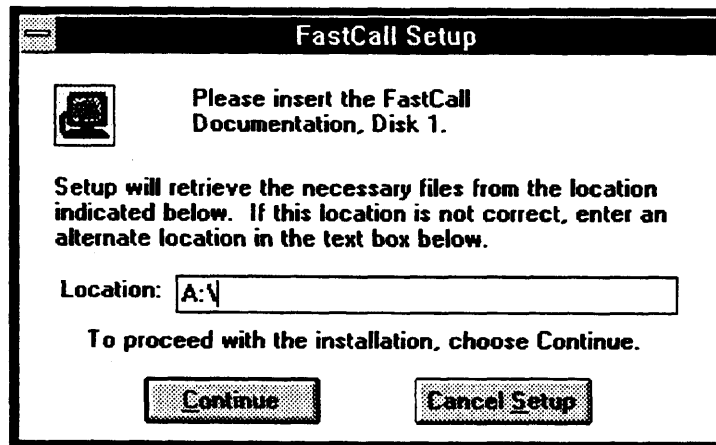 FastCall Setup
Please insert the FastCall
Documentation, Disk 1.
Setup will retrieve the necessary files from the location
indicated below. If this location is not correct, enter an
alternate location in the text box below.
Location: A:\
To proceed with the installation, choose Continue.
Continue Cancel Setup